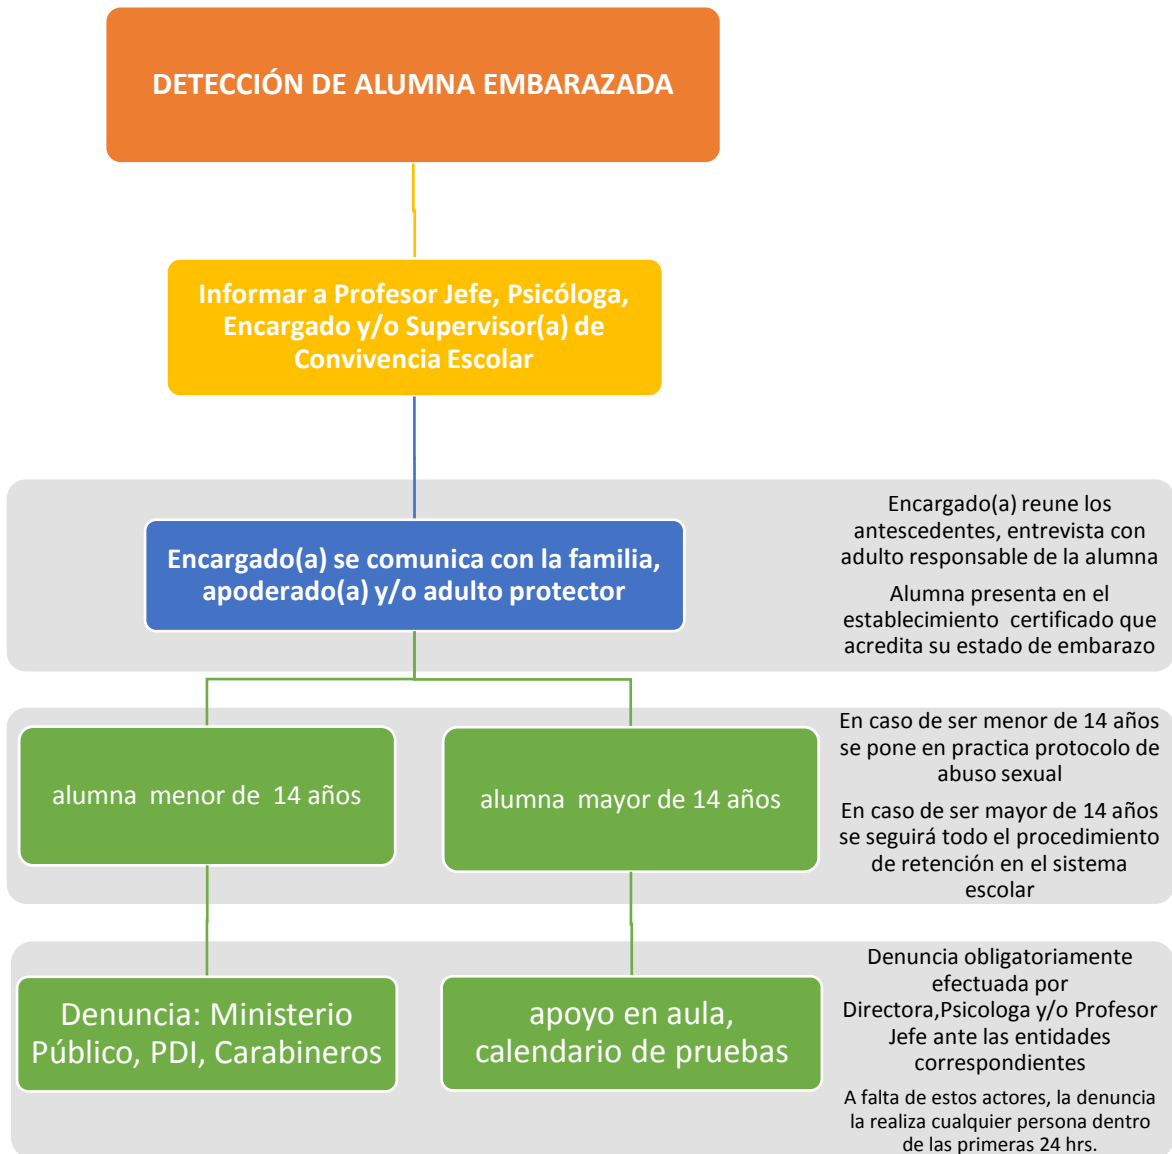 DETECCIÓN DE ALUMNA EMBARAZADA
Informar a Profesor Jefe, Psicóloga,
Encargado y/o Supervisor(a) de
Convivencia Escolar
Encargado(a) se comunica con la familia,
apoderado(a) y/o adulto protector
Encargado(a) reune los
antescedentes, entrevista con
adulto responsable de la alumna
Alumna presenta en el
establecimiento certificado que
acredita su estado de embarazo
alumna menor de 14 años
alumna mayor de 14 años
En caso de ser menor de 14 años
se pone en practica protocolo de
abuso sexual
En caso de ser mayor de 14 años
se seguirá todo el procedimiento
de retención en el sistema
escolar
Denuncia: Ministerio
Público, PDI, Carabineros
apoyo en aula,
calendario de pruebas
Denuncia obligatoriamente
efectuada por
Directora,Psicologa y/o Profesor
Jefe ante las entidades
correspondientes
A falta de estos actores, la denuncia
la realiza cualquier persona dentro
de las primeras 24 hrs.